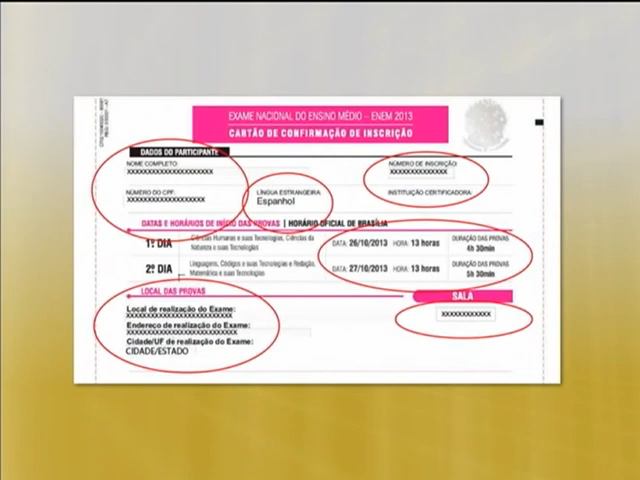 EXAME NACIONAL DO ENSINO MÉDIO – ENEM 2013
CARTÃO DE CONFIRMAÇÃO DE INSCRIÇÃO
DADOS DO PARTICIPANTE
NOME COMPLETO:
XXXXXXXXXXXXXXXXXXXXXX
NÚMERO DE INSCRIÇÃO:
XXXXXXXXXXXXXX
NÚMERO DO CPF:
XXXXXXXXXXXXXXXXXXXX
LÍNGUA ESTRANGEIRA:
Espanhol
INSTITUIÇÃO CERTIFICADORA:
DATAS E HORÁRIOS DE INÍCIO DAS PROVAS | HORÁRIO OFICIAL DE BRASÍLIA
1º DIA
Ciências Humanas e suas Tecnologias, Ciências da
Natureza e suas Tecnologias
DATA: 26/10/2013 HORA: 13 horas
DURAÇÃO DAS PROVAS
4h 30min
2º DIA
Linguagens, Códigos e suas Tecnologias e Redação,
Matemática e suas Tecnologias
DATA: 27/10/2013 HORA: 13 horas
DURAÇÃO DAS PROVAS
5h 30min
LOCAL DAS PROVAS
SALA
Local de realização do Exame:
XXXXXXXXXXXXXXXXXXXXXXXX
XXXXXXXXXXXX
Endereço de realização do Exame:
XXXXXXXXXXXXXXXXXXXXXXXXX
Cidade/UF de realização do Exame:
CIDADE/ESTADO